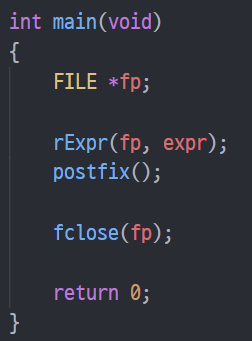 int main(void)
{
    FILE *fp;
    rExpr(fp, expr);
    postfix();
    fclose(fp);
    return 0;
}